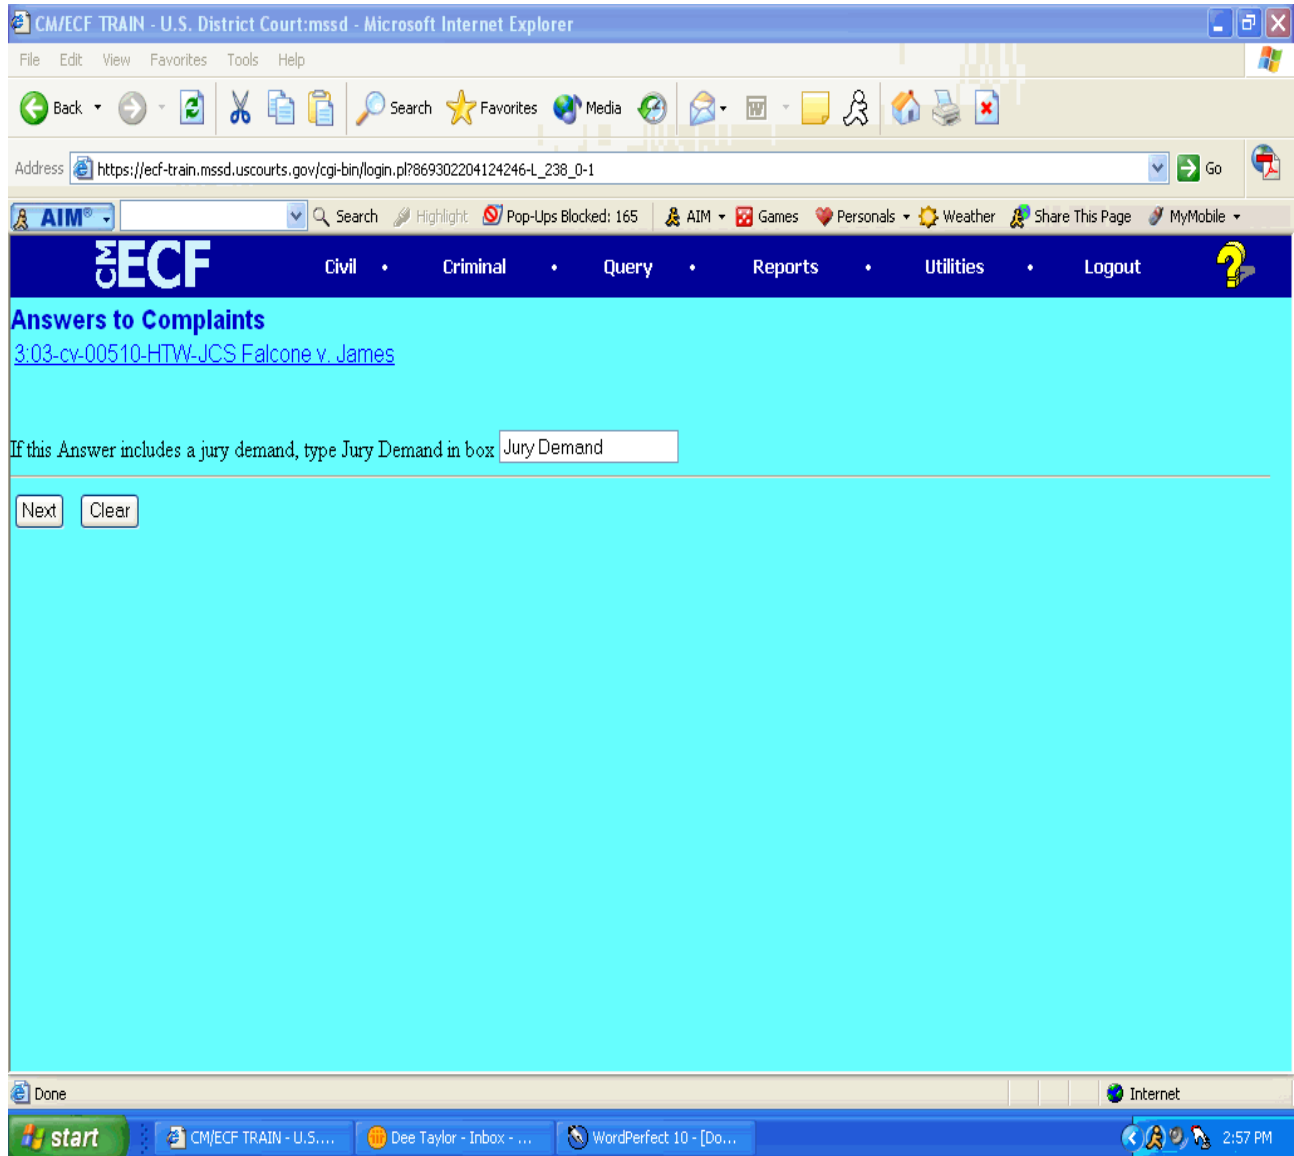 CM/ECF TRAIN - U.S. District Court:mssd - Microsoft Internet Explorer
File Edit View Favorites Tools Help
Back Search Favorites Media
Address https://ecf-train.mssd.uscourts.gov/cgi-bin/login.pl?869302204124246-L_238_0-1 Go
AIM® Search Highlight Pop-Ups Blocked: 165 AIM Games Personals Weather Share This Page MyMobile
CM ECF Civil • Criminal • Query • Reports • Utilities • Logout ?
Answers to Complaints
3:03-cv-00510-HTW-JCS Falcone v. James
If this Answer includes a jury demand, type Jury Demand in box Jury Demand
Next Clear
Done Internet
start CM/ECF TRAIN - U.S.... Dee Taylor - Inbox - ... WordPerfect 10 - [Do... 2:57 PM